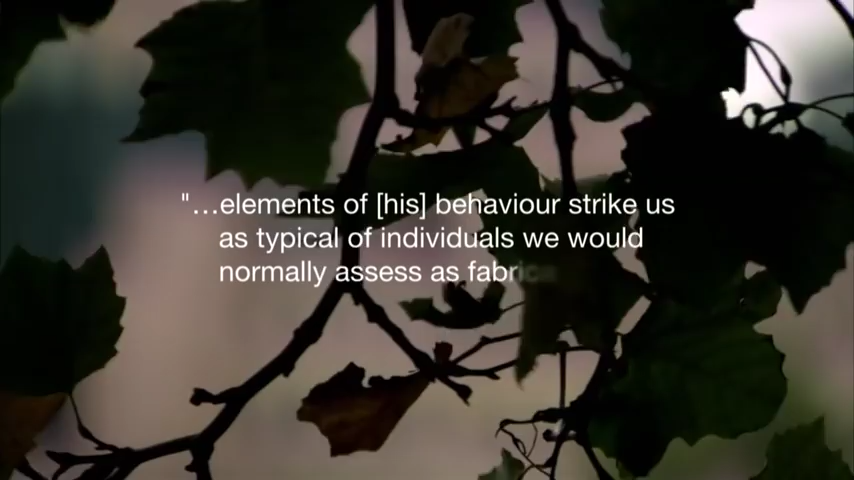 "...elements of [his] behaviour strike us
as typical of individuals we would
normally assess as